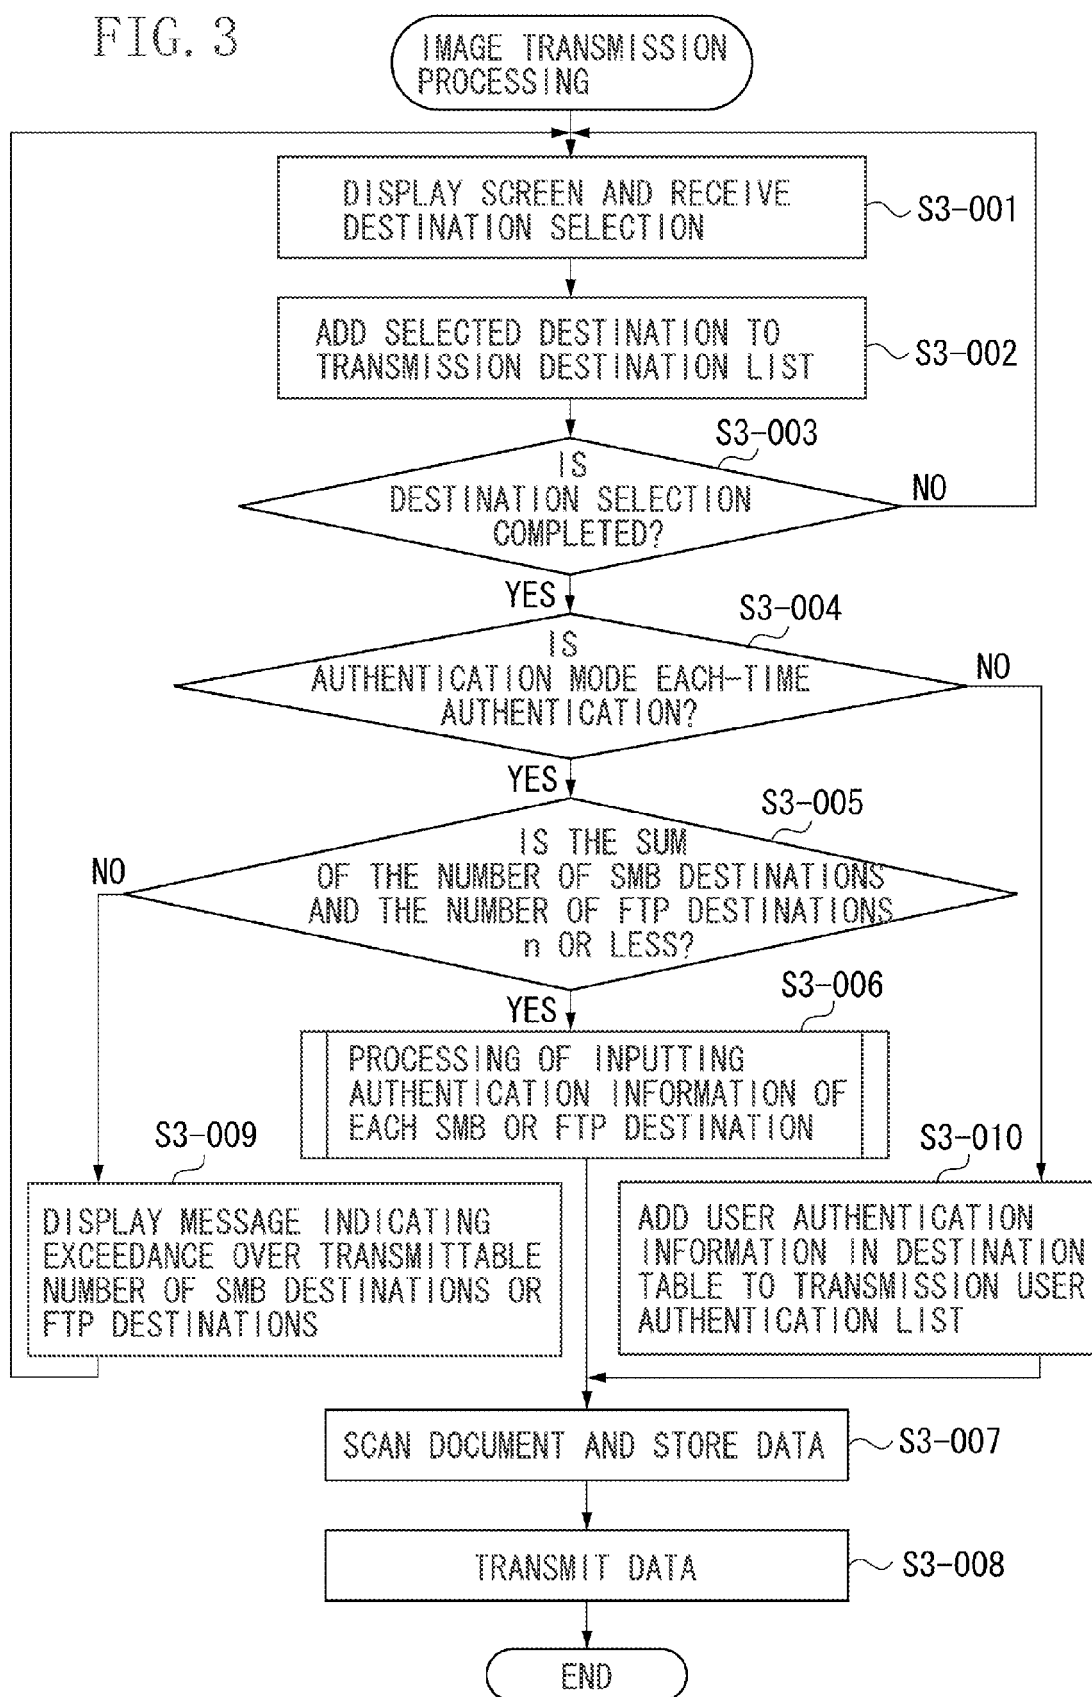 FIG. 3
IMAGE TRANSMISSION
PROCESSING
DISPLAY SCREEN AND RECEIVE
DESTINATION SELECTION
S3-001
ADD SELECTED DESTINATION TO
TRANSMISSION DESTINATION LIST
S3-002
S3-003
IS
DESTINATION SELECTION
COMPLETED?
NO
YES
S3-004
IS
AUTHENTICATION MODE EACH-TIME
AUTHENTICATION?
NO
YES
S3-005
IS THE SUM
OF THE NUMBER OF SMB DESTINATIONS
AND THE NUMBER OF FTP DESTINATIONS
n OR LESS?
NO
YES
S3-006
PROCESSING OF INPUTTING
AUTHENTICATION INFORMATION OF
EACH SMB OR FTP DESTINATION
S3-009
DISPLAY MESSAGE INDICATING
EXCEEDANCE OVER TRANSMITTABLE
NUMBER OF SMB DESTINATIONS OR
FTP DESTINATIONS
S3-010
ADD USER AUTHENTICATION
INFORMATION IN DESTINATION
TABLE TO TRANSMISSION USER
AUTHENTICATION LIST
SCAN DOCUMENT AND STORE DATA
S3-007
TRANSMIT DATA
S3-008
END